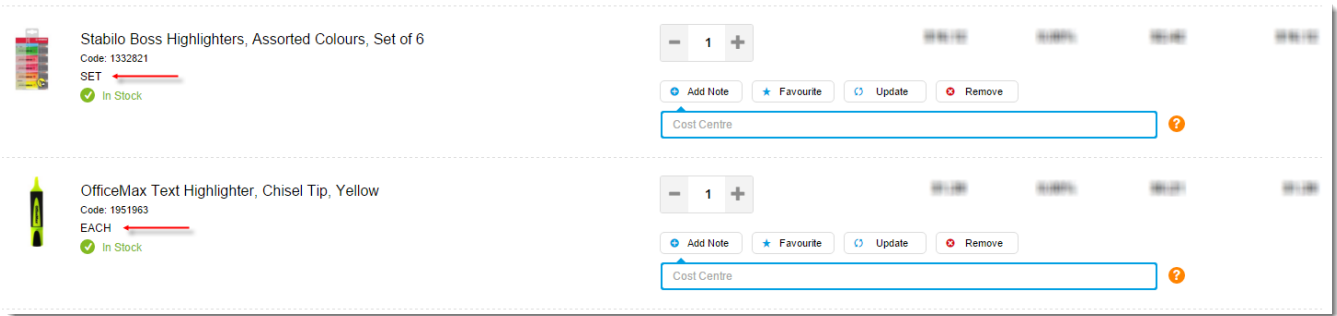 Stabilo Boss Highlighters, Assorted Colours, Set of 6
Code: 1332821
SET
In Stock
1
Add Note
Favourite
Update
Remove
Cost Centre
?
OfficeMax Text Highlighter, Chisel Tip, Yellow
Code: 1951963
EACH
In Stock
1
Add Note
Favourite
Update
Remove
Cost Centre
?